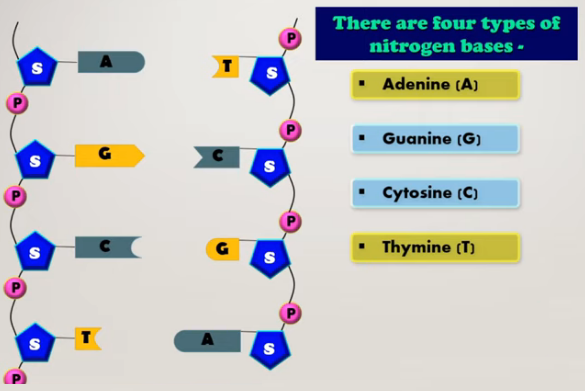 There are four types of
nitrogen bases -
▪ Adenine (A)
▪ Guanine (G)
▪ Cytosine (C)
▪ Thymine (T)
P
S A T S
P P
S G C S
P P
S C G S
P P
S T A S
P